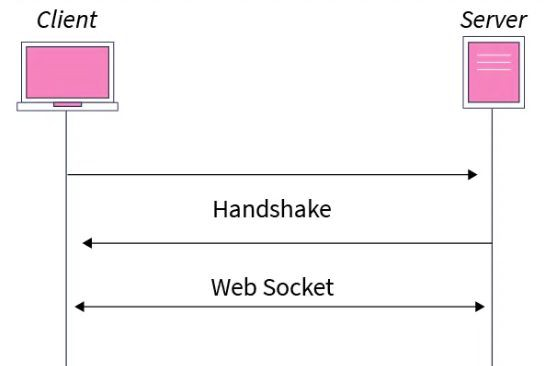 Client
Server
Handshake
Web Socket